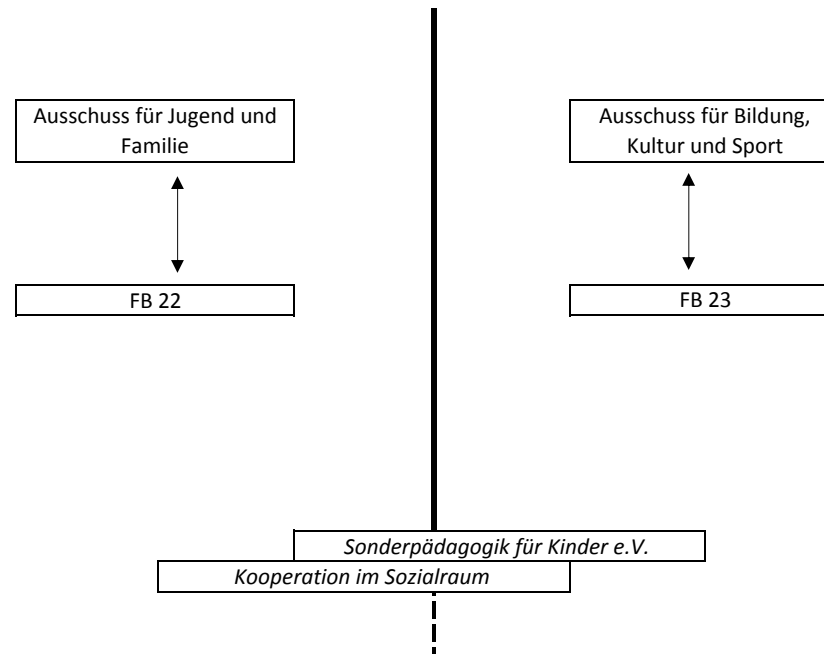 Ausschuss für Jugend und
Familie
Ausschuss für Bildung,
Kultur und Sport
FB 22
FB 23
Sonderpädagogik für Kinder e.V.
Kooperation im Sozialraum